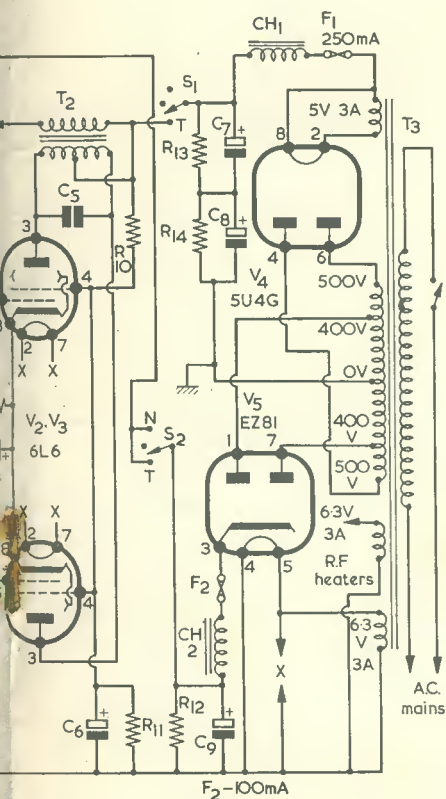 CH1
F1
250mA
T2
S1
T
5V 3A
8 2
T3
C7 +
R13
C5
3
R14
C8 +
R10
4
4 6
V4
5U4G
500V
400V
2 7
X X
0V
V5
EZ81
N
S2
T
1 7
V2, V3
6L6
400
V
500
V
6·3V
3A
X X
2 7
8
3 4 5
R.F
heaters
F2
4
3
CH
2
6·3
V
3A
X
A.C.
mains
C6 +
R11
R12
C9 +
F2-100mA